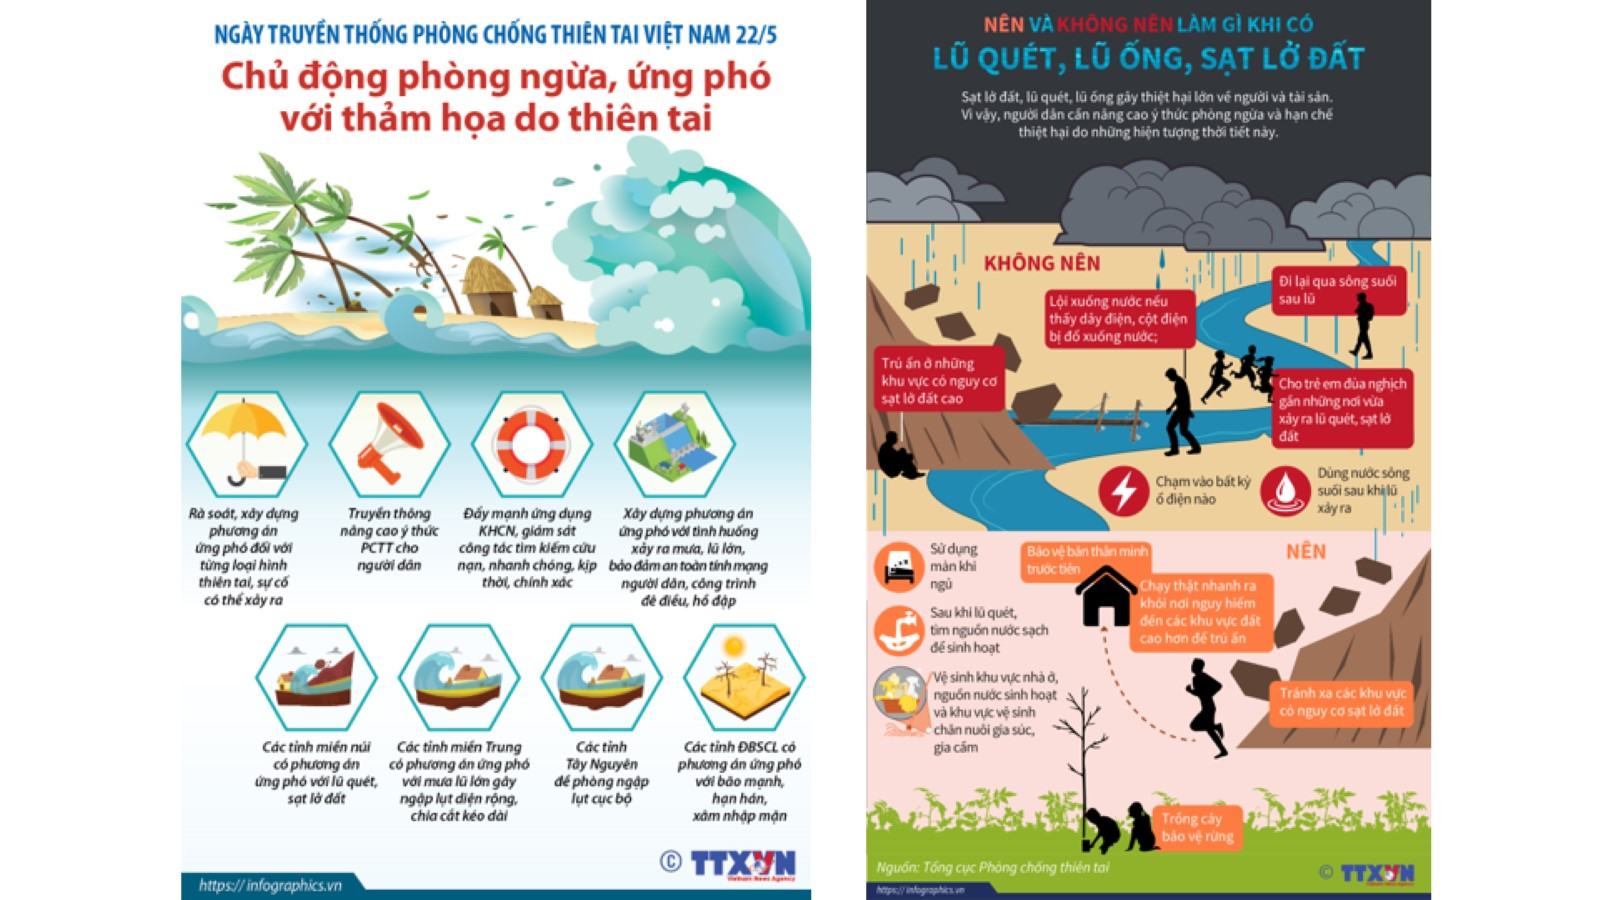 NGÀY TRUYỀN THỐNG PHÒNG CHỐNG THIÊN TAI VIỆT NAM 22/5
Chủ động phòng ngừa, ứng phó
với thảm họa do thiên tai
Rà soát, xây dựng
phương án
ứng phó đối với
từng loại hình
thiên tai, sự cố
có thể xảy ra
Truyền thông
nâng cao ý thức
PCTT cho
người dân
Đẩy mạnh ứng dụng
KHCN, giám sát
công tác tìm kiếm cứu
nạn, nhanh chóng, kịp
thời, chính xác
Xây dựng phương án
ứng phó với tình huống
xảy ra mưa, lũ lớn,
bảo đảm an toàn tính mạng
người dân, công trình
đê điều, hồ đập
Các tỉnh miền núi
có phương án
ứng phó với lũ quét,
sạt lở đất
Các tỉnh miền Trung
có phương án ứng phó
với mưa lũ lớn gây
ngập lụt diện rộng,
chia cắt kéo dài
Các tỉnh
Tây Nguyên
đề phòng ngập
lụt cục bộ
Các tỉnh ĐBSCL có
phương án ứng phó
với bão mạnh,
hạn hán,
xâm nhập mặn
© TTXVN
Vietnam News Agency
https://infographics.vn
NÊN VÀ KHÔNG NÊN LÀM GÌ KHI CÓ
LŨ QUÉT, LŨ ỐNG, SẠT LỞ ĐẤT
Sạt lở đất, lũ quét, lũ ống gây thiệt hại lớn về người và tài sản.
Vì vậy, người dân cần nâng cao ý thức phòng ngừa và hạn chế
thiệt hại do những hiện tượng thời tiết này.
KHÔNG NÊN
Đi lại qua sông suối
sau lũ
Lội xuống nước nếu
thấy dây điện, cột điện
bị đổ xuống nước;
Trú ẩn ở những
khu vực có nguy cơ
sạt lở đất cao
Cho trẻ em đùa nghịch
gần những nơi vừa
xảy ra lũ quét, sạt lở
đất
Chạm vào bất kỳ
ổ điện nào
Dùng nước sông
suối sau khi lũ
xảy ra
NÊN
Sử dụng
màn khi
ngủ
Bảo vệ bản thân mình
trước tiên
Chạy thật nhanh ra
khỏi nơi nguy hiểm
đến các khu vực đất
cao hơn để trú ẩn
Sau khi lũ quét,
tìm nguồn nước sạch
để sinh hoạt
Vệ sinh khu vực nhà ở,
nguồn nước sinh hoạt
và khu vực vệ sinh
chăn nuôi gia súc,
gia cầm
Tránh xa các khu vực
có nguy cơ sạt lở đất
Trồng cây
bảo vệ rừng
Nguồn: Tổng cục Phòng chống thiên tai
© TTXVN
Vietnam News Agency
https://infographics.vn